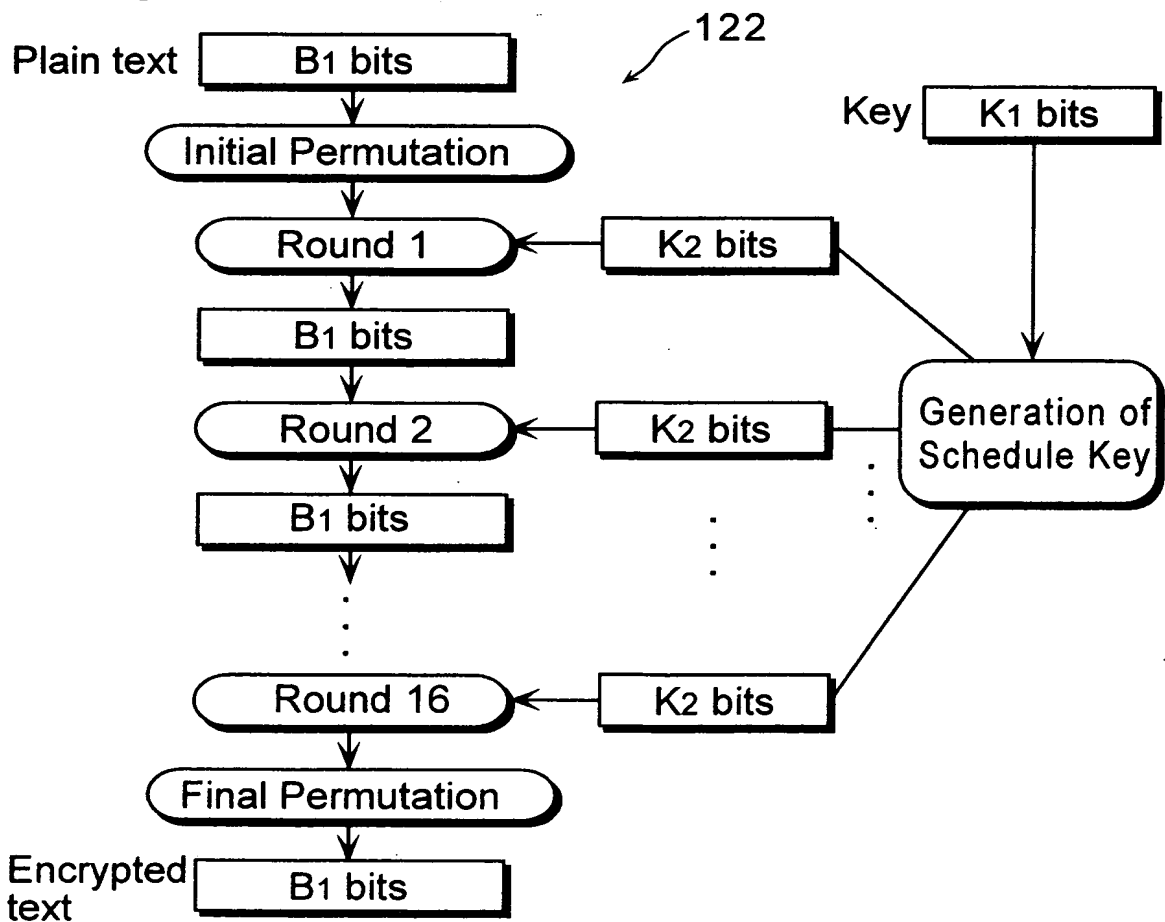 122
Plain text
B1 bits
Key
K1 bits
Initial Permutation
Round 1
K2 bits
B1 bits
Generation of
Schedule Key
Round 2
K2 bits
B1 bits
Round 16
K2 bits
Final Permutation
Encrypted
text
B1 bits